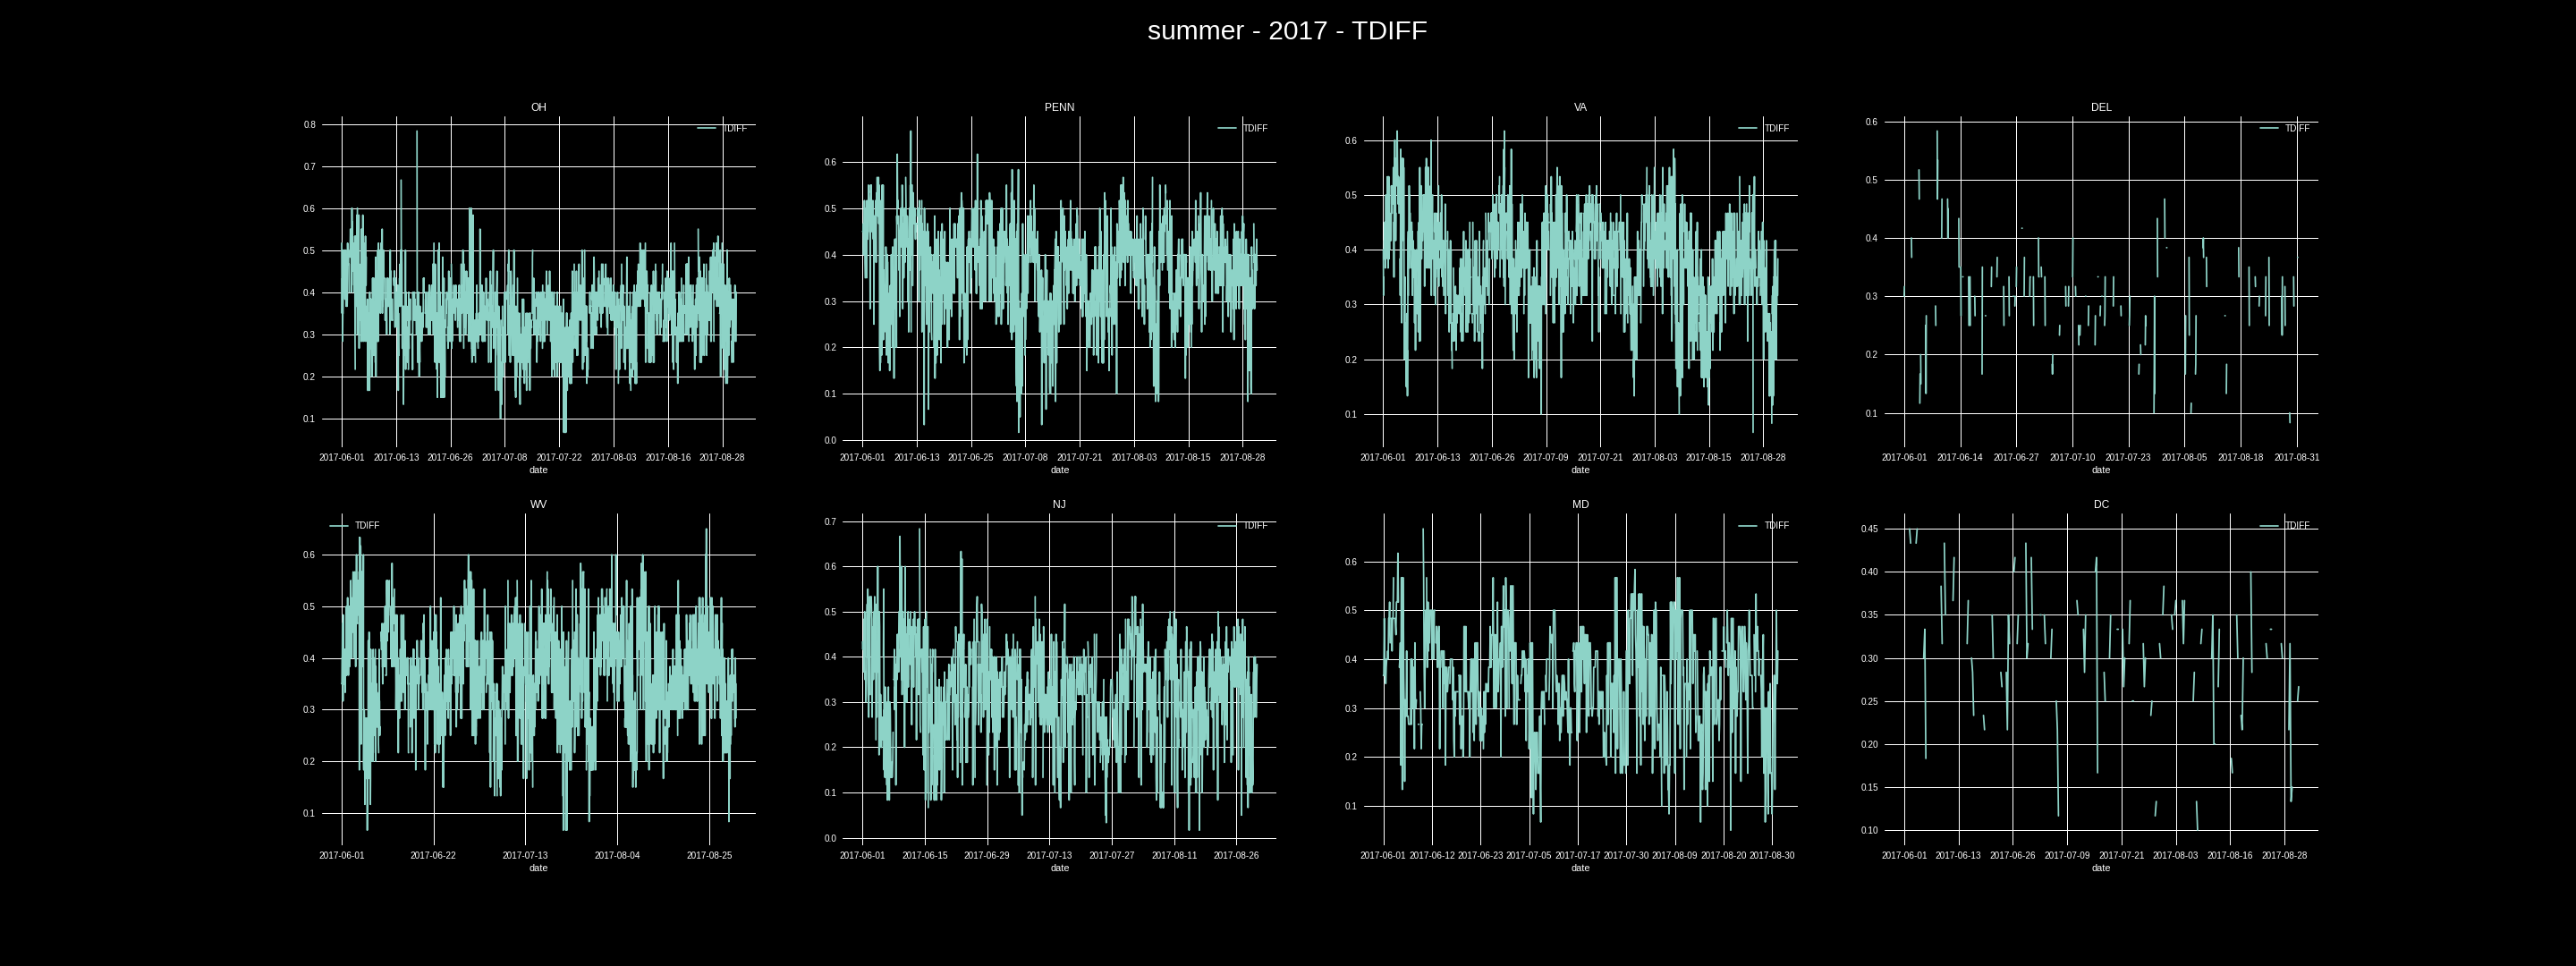 summer - 2017 - TDIFF
OH
TDIFF
0.8
0.7
0.6
0.5
0.4
0.3
0.2
0.1
2017-06-01 2017-06-13 2017-06-26 2017-07-08 2017-07-22 2017-08-03 2017-08-16 2017-08-28
date
PENN
TDIFF
0.6
0.5
0.4
0.3
0.2
0.1
0.0
2017-06-01 2017-06-13 2017-06-25 2017-07-08 2017-07-21 2017-08-03 2017-08-15 2017-08-28
date
VA
TDIFF
0.6
0.5
0.4
0.3
0.2
0.1
2017-06-01 2017-06-13 2017-06-26 2017-07-09 2017-07-21 2017-08-03 2017-08-15 2017-08-28
date
DEL
TDIFF
0.6
0.5
0.4
0.3
0.2
0.1
2017-06-01 2017-06-14 2017-06-27 2017-07-10 2017-07-23 2017-08-05 2017-08-18 2017-08-31
date
WV
TDIFF
0.6
0.5
0.4
0.3
0.2
0.1
2017-06-01 2017-06-22 2017-07-13 2017-08-04 2017-08-25
date
NJ
TDIFF
0.7
0.6
0.5
0.4
0.3
0.2
0.1
0.0
2017-06-01 2017-06-15 2017-06-29 2017-07-13 2017-07-27 2017-08-11 2017-08-26
date
MD
TDIFF
0.6
0.5
0.4
0.3
0.2
0.1
2017-06-01 2017-06-12 2017-06-23 2017-07-05 2017-07-17 2017-07-30 2017-08-09 2017-08-20 2017-08-30
date
DC
TDIFF
0.45
0.40
0.35
0.30
0.25
0.20
0.15
0.10
2017-06-01 2017-06-13 2017-06-26 2017-07-09 2017-07-21 2017-08-03 2017-08-16 2017-08-28
date